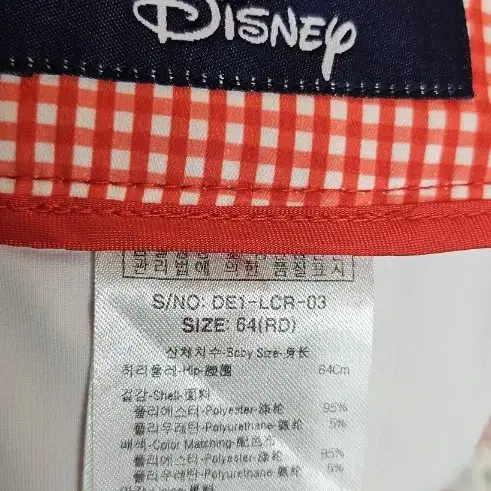 DISNEY
법에 의한 품질표시
S/NO: DE1-LCR-03
SIZE: 64(RD)
신체치수-Body Size-身长
허리둘레-Hip-腰围 64Cm
겉감-Shell-面料
폴리에스터-Polyester-涤纶 95%
폴리우레탄-Polyurethane-氨纶 5%
배색-Color Matching-配色布
폴리에스터-Polyester-涤纶 95%
폴리우레탄-Polyurethane-氨纶 5%